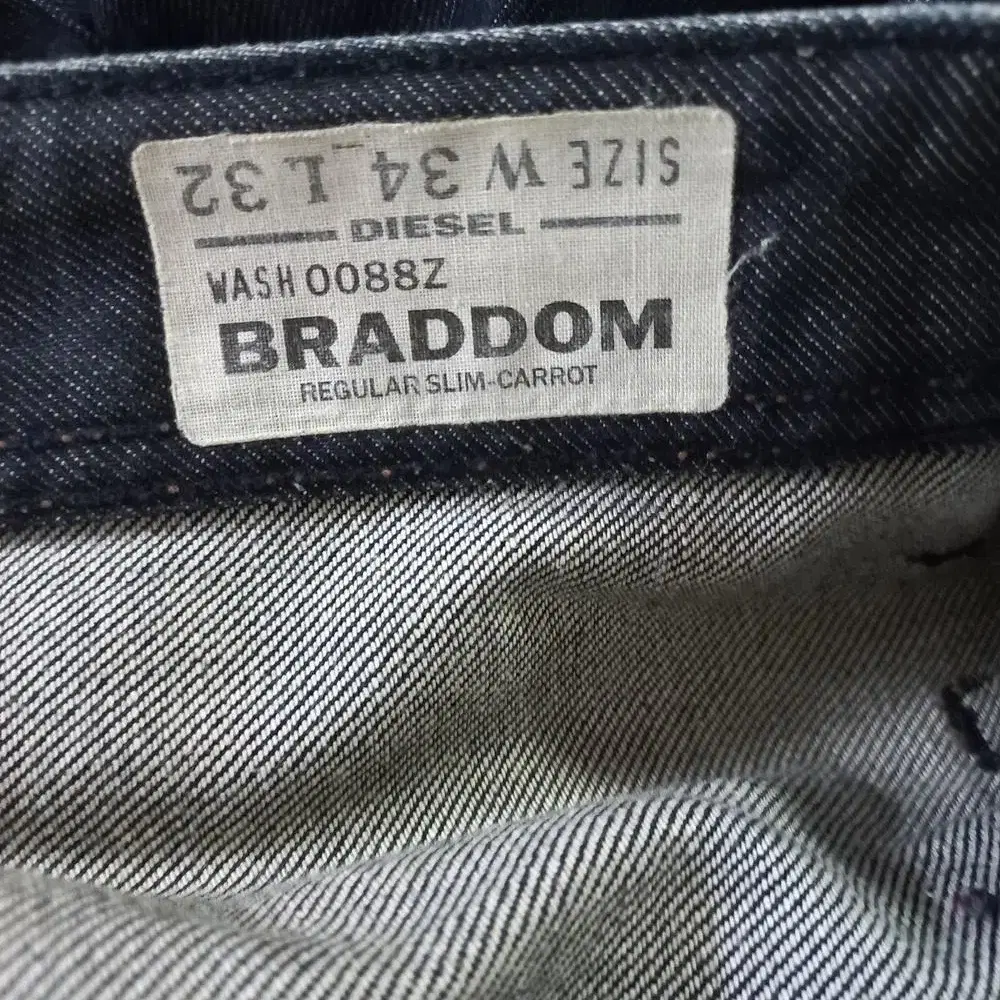 SIZE W 34 L 32
DIESEL
WASH 0088Z
BRADDOM
REGULAR SLIM-CARROT